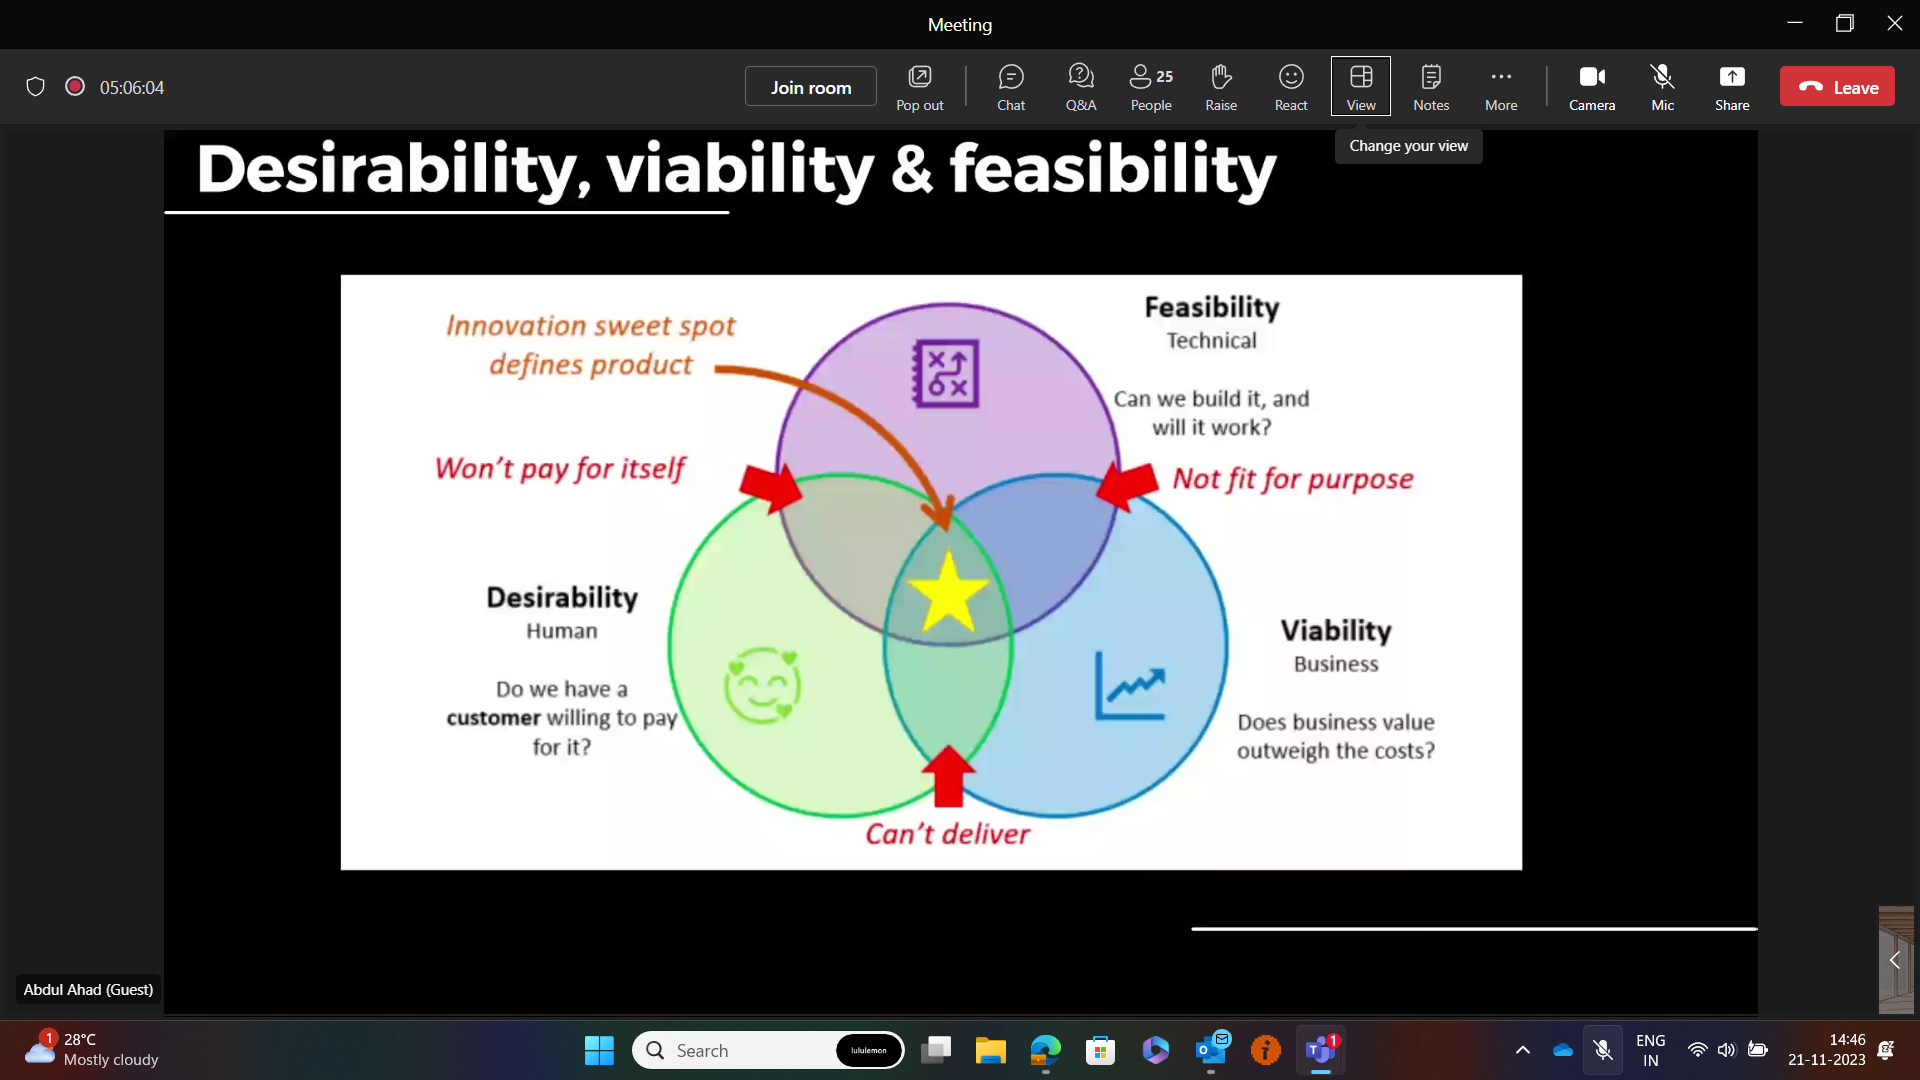 Meeting
05:06:04
Join room
Pop out
Chat
Q&A
25
People
Raise
React
View
Notes
More
Camera
Mic
Share
Leave
Change your view
Desirability, viability & feasibility
Innovation sweet spot
defines product
Feasibility
Technical
Can we build it, and
will it work?
Won't pay for itself
Not fit for purpose
Desirability
Human
Do we have a
customer willing to pay
for it?
Viability
Business
Does business value
outweigh the costs?
Can't deliver
Abdul Ahad (Guest)
1
28°C
Mostly cloudy
Search
lululemon
1
ENG
IN
14:46
21-11-2023